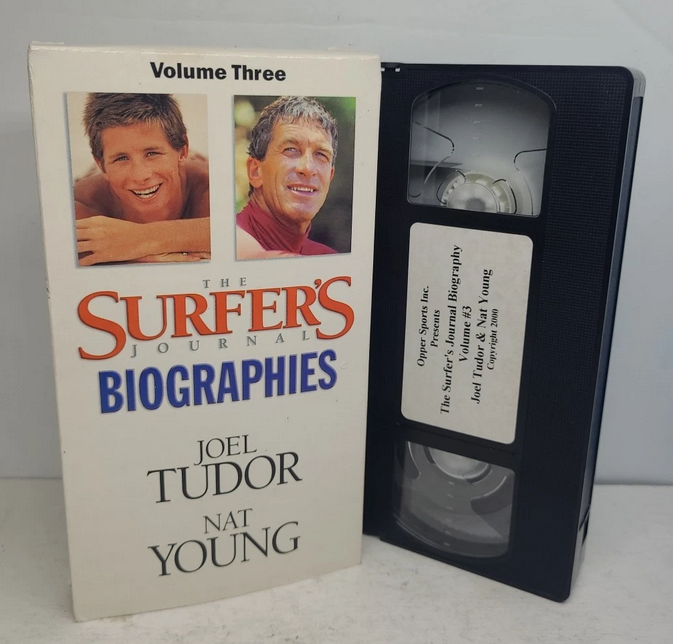 Volume Three
THE
SURFER'S
JOURNAL
BIOGRAPHIES
JOEL
TUDOR
NAT
YOUNG
Opper Sports Inc.
Presents
The Surfer's Journal Biography
Volume #3
Joel Tudor & Nat Young
Copyright 2000